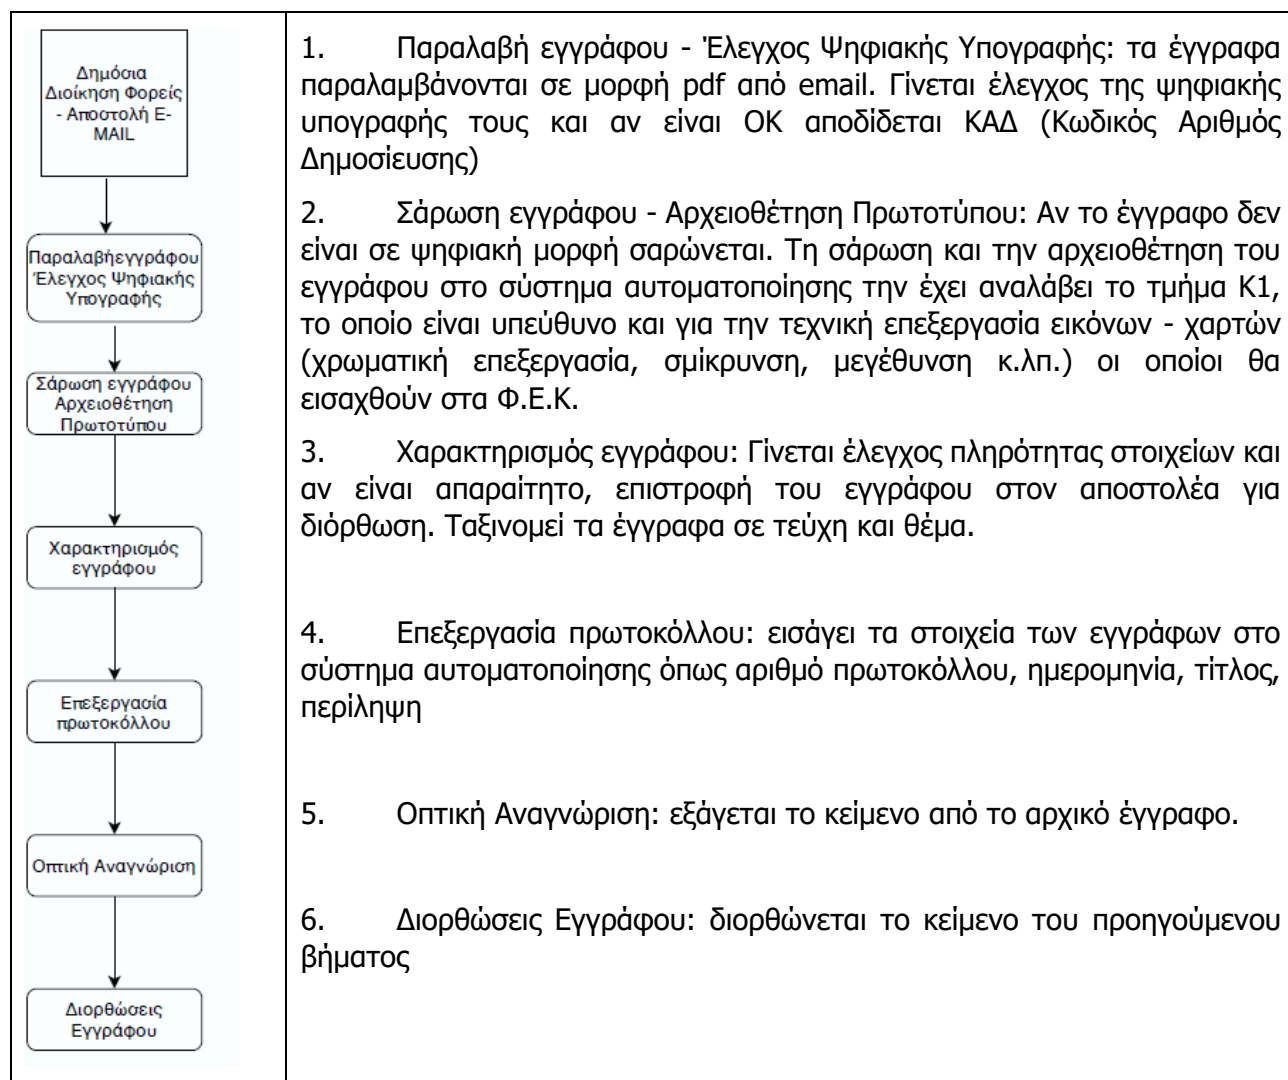 Δημόσια
Διοίκηση Φορείς
- Αποστολή E-
MAIL
Παραλαβήεγγράφου
Έλεγχος Ψηφιακής
Υπογραφής
Σάρωση εγγράφου
Αρχειοθέτηση
Πρωτοτύπου
Χαρακτηρισμός
εγγράφου
Επεξεργασία
πρωτοκόλλου
Οπτική Αναγνώριση
Διορθώσεις
Εγγράφου
1. Παραλαβή εγγράφου - Έλεγχος Ψηφιακής Υπογραφής: τα έγγραφα
παραλαμβάνονται σε μορφή pdf από email. Γίνεται έλεγχος της ψηφιακής
υπογραφής τους και αν είναι ΟΚ αποδίδεται ΚΑΔ (Κωδικός Αριθμός
Δημοσίευσης)
2. Σάρωση εγγράφου - Αρχειοθέτηση Πρωτοτύπου: Αν το έγγραφο δεν
είναι σε ψηφιακή μορφή σαρώνεται. Τη σάρωση και την αρχειοθέτηση του
εγγράφου στο σύστημα αυτοματοποίησης την έχει αναλάβει το τμήμα Κ1,
το οποίο είναι υπεύθυνο και για την τεχνική επεξεργασία εικόνων - χαρτών
(χρωματική επεξεργασία, σμίκρυνση, μεγέθυνση κ.λπ.) οι οποίοι θα
εισαχθούν στα Φ.Ε.Κ.
3. Χαρακτηρισμός εγγράφου: Γίνεται έλεγχος πληρότητας στοιχείων και
αν είναι απαραίτητο, επιστροφή του εγγράφου στον αποστολέα για
διόρθωση. Ταξινομεί τα έγγραφα σε τεύχη και θέμα.
4. Επεξεργασία πρωτοκόλλου: εισάγει τα στοιχεία των εγγράφων στο
σύστημα αυτοματοποίησης όπως αριθμό πρωτοκόλλου, ημερομηνία, τίτλος,
περίληψη
5. Οπτική Αναγνώριση: εξάγεται το κείμενο από το αρχικό έγγραφο.
6. Διορθώσεις Εγγράφου: διορθώνεται το κείμενο του προηγούμενου
βήματος